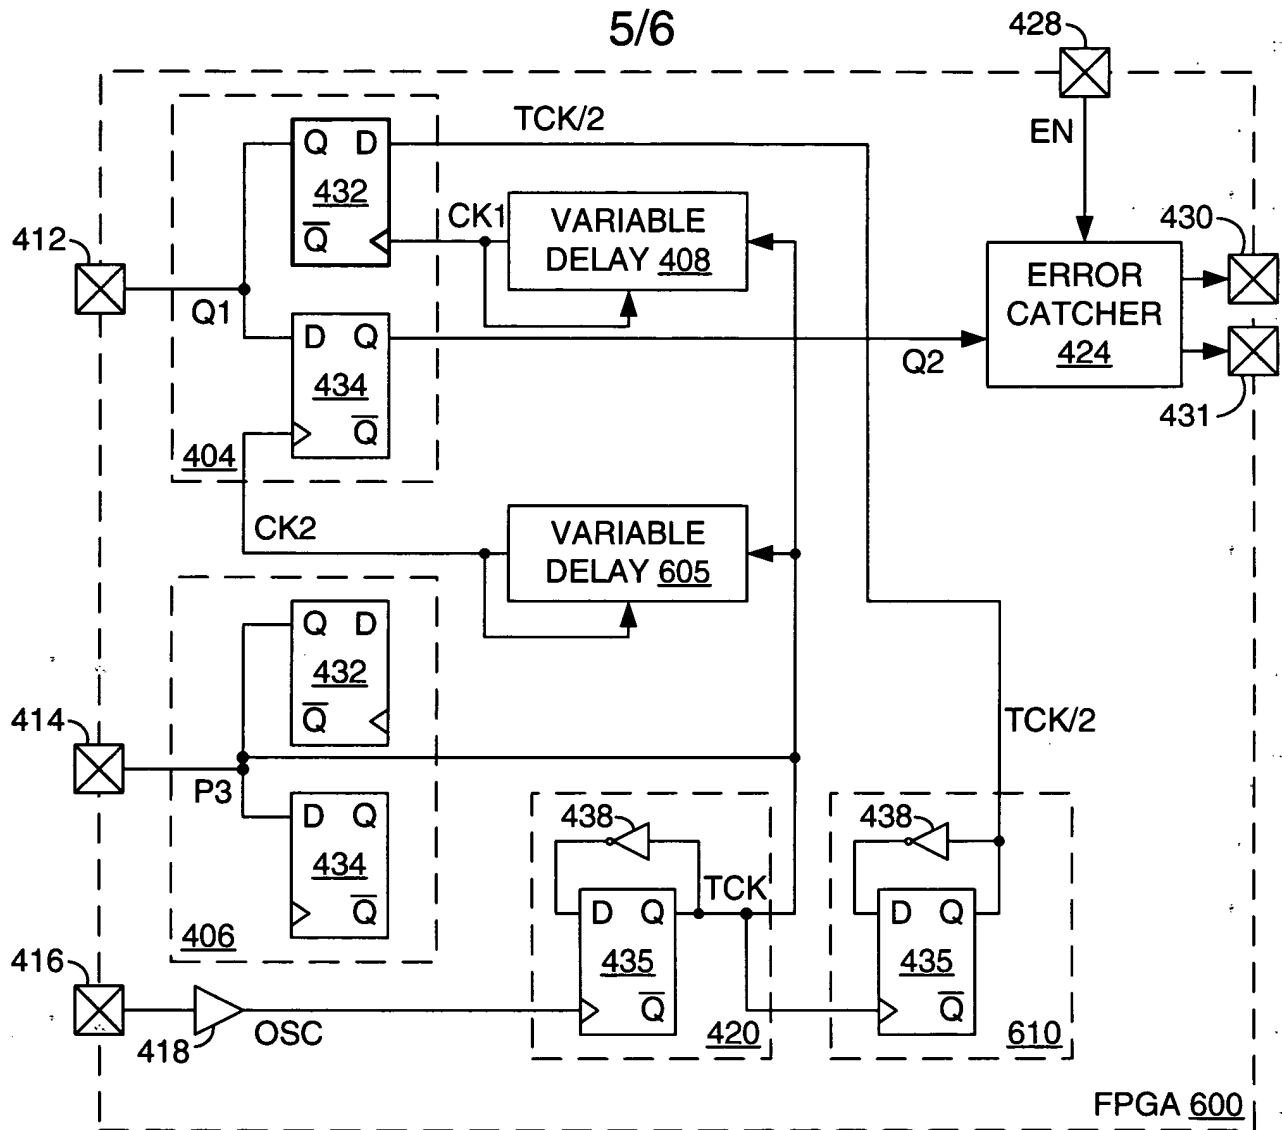 5/6
428
EN
TCK/2
Q D
432
Q̅
CK1
VARIABLE
DELAY 408
412
Q1
430
ERROR
CATCHER
424
D Q
434
Q̅
Q2
431
404
CK2
VARIABLE
DELAY 605
Q D
432
Q̅
414
P3
TCK/2
D Q
434
Q̅
406
438
TCK
D Q
435
Q̅
420
438
D Q
435
Q̅
610
416
418
OSC
FPGA 600